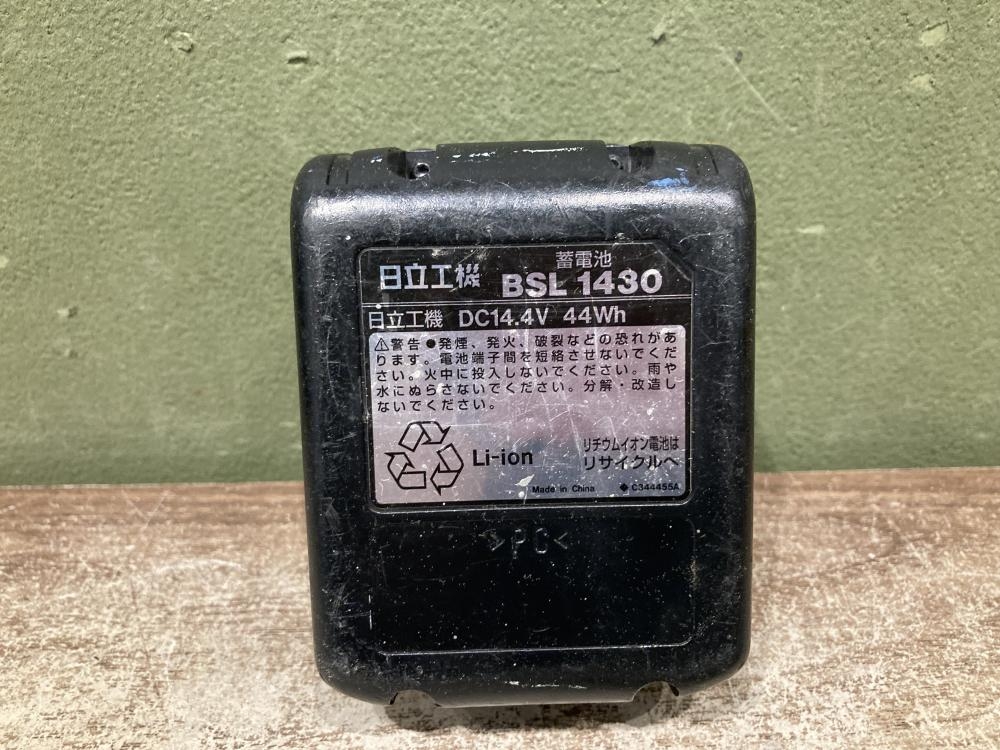 蓄電池
日立工機 BSL 1430
日立工機 DC14.4V 44Wh
⚠警告 ●発煙、発火、破裂などの恐れがあ
ります。電池端子間を短絡させないでくだ
さい。火中に投入しないでください。雨や
水にぬらさないでください。分解・改造し
ないでください。
Li-ion
リチウムイオン電池は
リサイクルへ
Made in China ◆ C344455A
>PC<